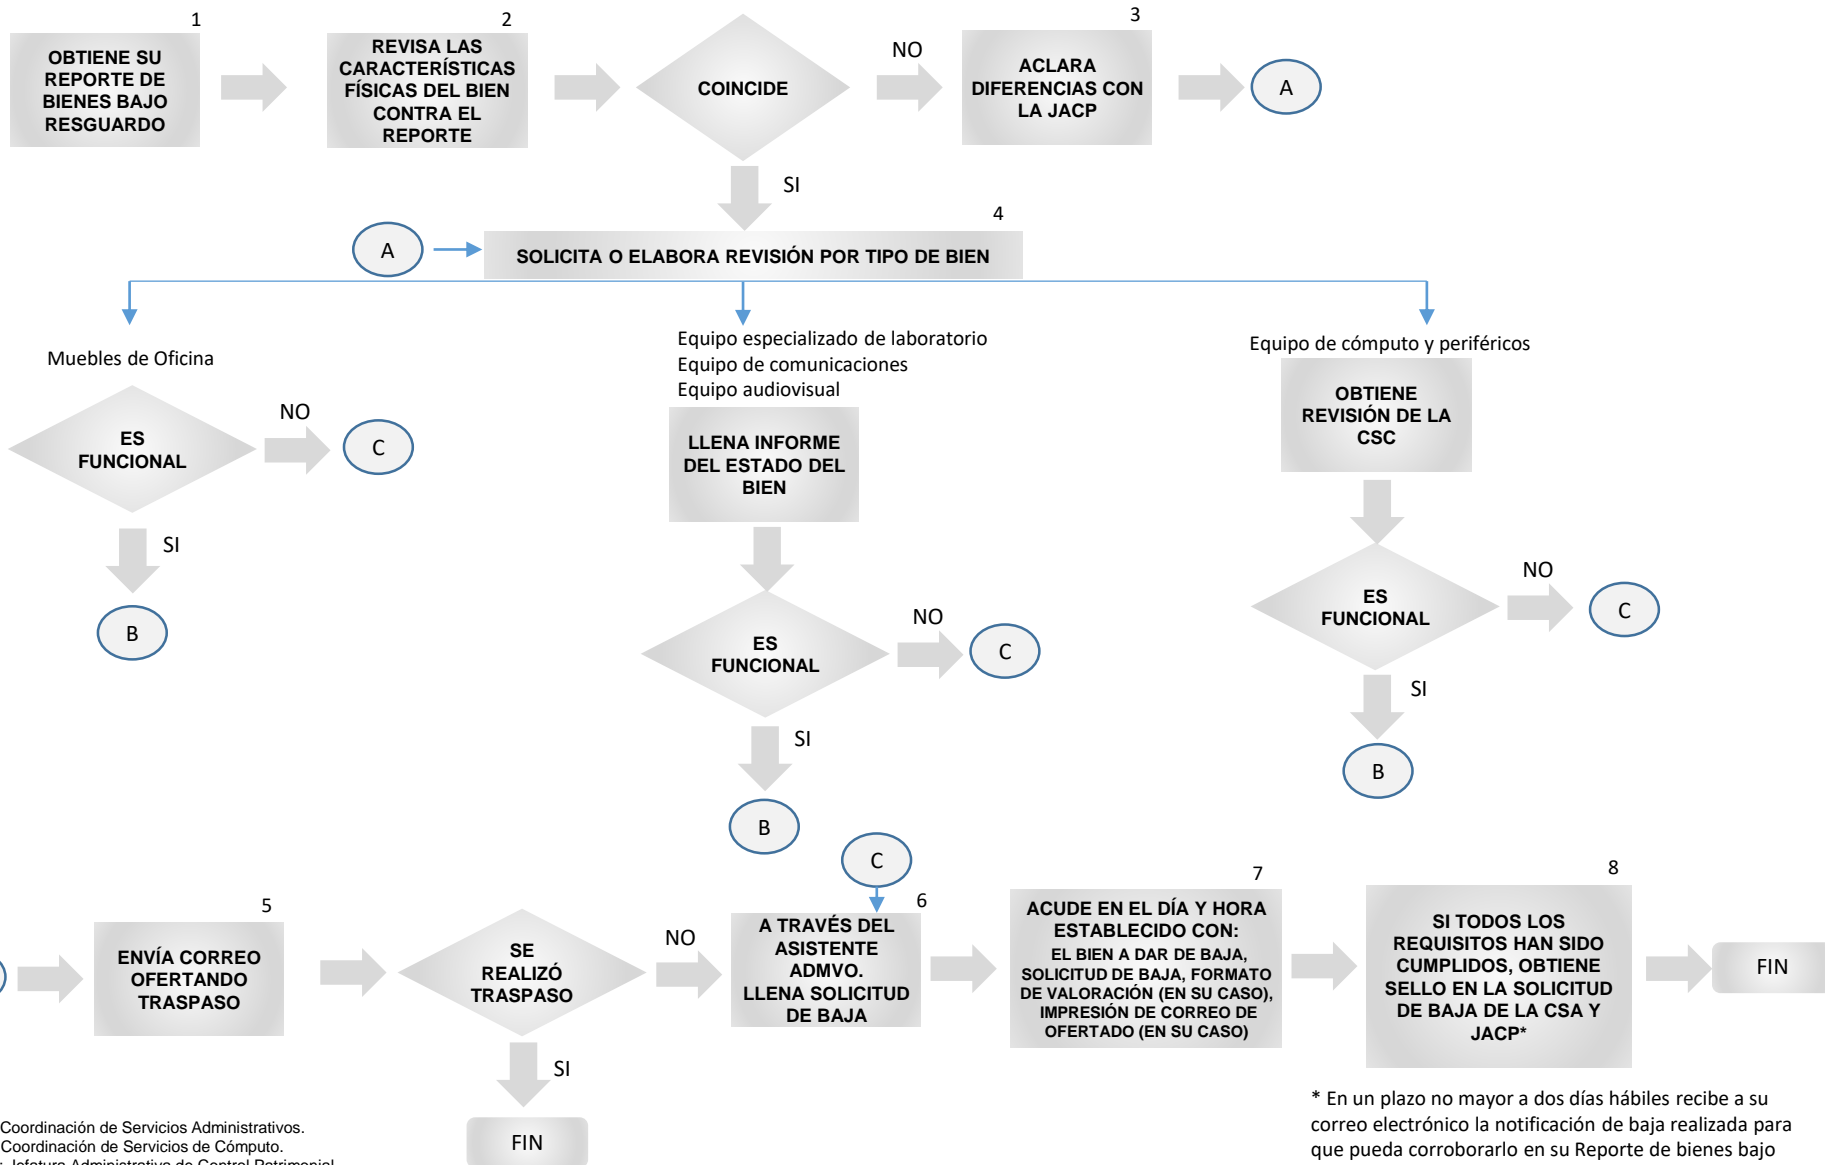 1
OBTIENE SU
REPORTE DE
BIENES BAJO
RESGUARDO
2
REVISA LAS
CARACTERÍSTICAS
FÍSICAS DEL BIEN
CONTRA EL
REPORTE
COINCIDE
NO
3
ACLARA
DIFERENCIAS CON
LA JACP
A
SI
4
A
SOLICITA O ELABORA REVISIÓN POR TIPO DE BIEN
Muebles de Oficina
ES
FUNCIONAL
NO
C
SI
B
Equipo especializado de laboratorio
Equipo de comunicaciones
Equipo audiovisual
LLENA INFORME
DEL ESTADO DEL
BIEN
ES
FUNCIONAL
NO
C
SI
B
Equipo de cómputo y periféricos
OBTIENE
REVISIÓN DE LA
CSC
ES
FUNCIONAL
NO
C
SI
B
5
ENVÍA CORREO
OFERTANDO
TRASPASO
SE
REALIZÓ
TRASPASO
NO
SI
FIN
C
6
A TRAVÉS DEL
ASISTENTE
ADMVO.
LLENA SOLICITUD
DE BAJA
7
ACUDE EN EL DÍA Y HORA
ESTABLECIDO CON:
EL BIEN A DAR DE BAJA,
SOLICITUD DE BAJA, FORMATO
DE VALORACIÓN (EN SU CASO),
IMPRESIÓN DE CORREO DE
OFERTADO (EN SU CASO)
8
SI TODOS LOS
REQUISITOS HAN SIDO
CUMPLIDOS, OBTIENE
SELLO EN LA SOLICITUD
DE BAJA DE LA CSA Y
JACP*
FIN
* En un plazo no mayor a dos días hábiles recibe a su
correo electrónico la notificación de baja realizada para
que pueda corroborarlo en su Reporte de bienes bajo
Coordinación de Servicios Administrativos.
Coordinación de Servicios de Cómputo.
Jefatura Administrativa de Control Patrimonial